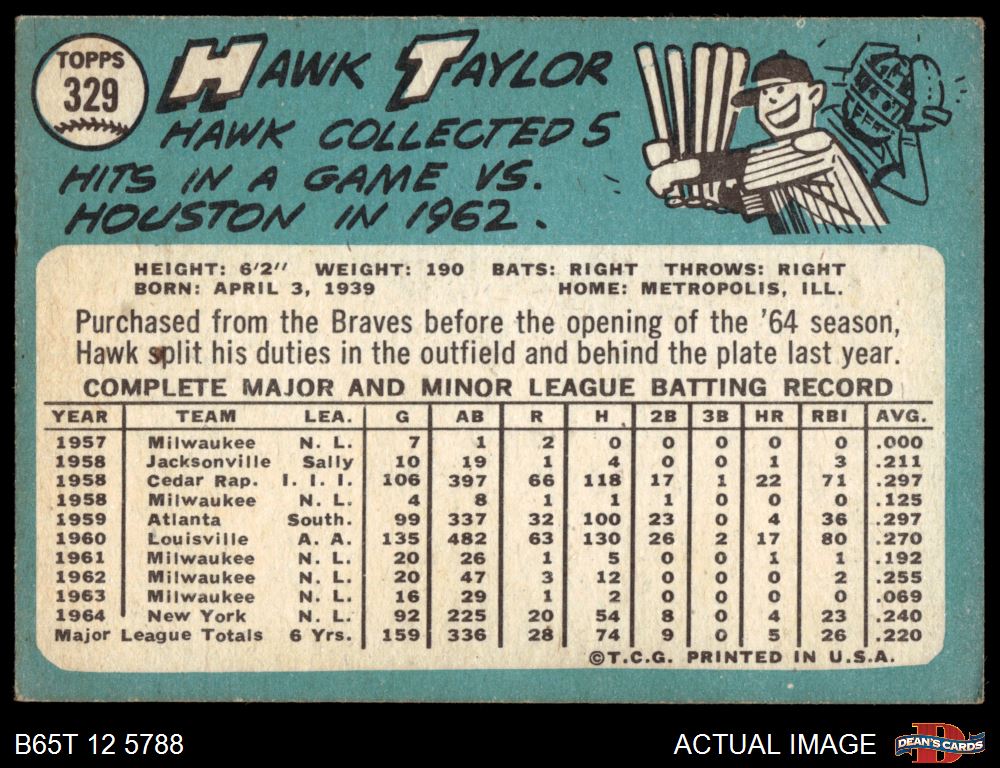 TOPPS
329
HAWK TAYLOR
HAWK COLLECTED 5
HITS IN A GAME VS.
HOUSTON IN 1962.
HEIGHT: 6'2" WEIGHT: 190 BATS: RIGHT THROWS: RIGHT
BORN: APRIL 3, 1939 HOME: METROPOLIS, ILL.
Purchased from the Braves before the opening of the '64 season,
Hawk split his duties in the outfield and behind the plate last year.
COMPLETE MAJOR AND MINOR LEAGUE BATTING RECORD
YEAR TEAM LEA. G AB R H 2B 3B HR RBI AVG.
1957 Milwaukee N. L. 7 1 2 0 0 0 0 0 .000
1958 Jacksonville Sally 10 19 1 4 0 0 1 3 .211
1958 Cedar Rap. I. I. I. 106 397 66 118 17 1 22 71 .297
1958 Milwaukee N. L. 4 8 1 1 1 0 0 0 .125
1959 Atlanta South. 99 337 32 100 23 0 4 36 .297
1960 Louisville A. A. 135 482 63 130 26 2 17 80 .270
1961 Milwaukee N. L. 20 26 1 5 0 0 1 1 .192
1962 Milwaukee N. L. 20 47 3 12 0 0 0 2 .255
1963 Milwaukee N. L. 16 29 1 2 0 0 0 0 .069
1964 New York N. L. 92 225 20 54 8 0 4 23 .240
Major League Totals 6 Yrs. 159 336 28 74 9 0 5 26 .220
©T.C.G. PRINTED IN U.S.A.
B65T 12 5788
ACTUAL IMAGE
D
DEAN'S CARDS